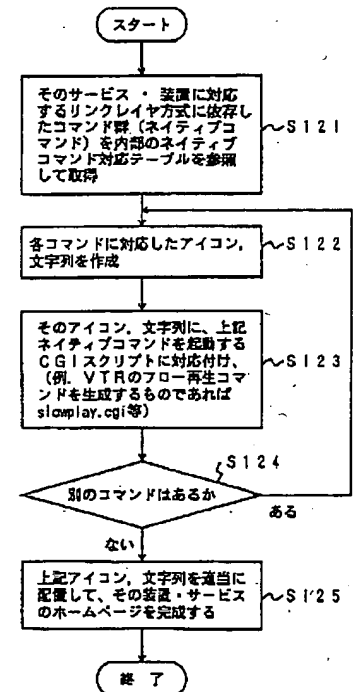 スタート
そのサービス・装置に対応
するリンクレイヤ方式に依存し
たコマンド群（ネイティブコ
マンド）を内部のネイティブ
コマンド対応テーブルを参照
して取得
~S121
各コマンドに対応したアイコン，
文字列を作成
~S122
そのアイコン，文字列に、上記
ネイティブコマンドを起動する
CGIスクリプトに対応付け、
（例．VTRのフロー再生コマ
ンドを生成するものであれば
slowplay.cgi等）
~S123
S124
別のコマンドはあるか
ある
ない
上記アイコン，文字列を適当に
配置して、その装置・サービス
のホームページを完成する
~S125
終了